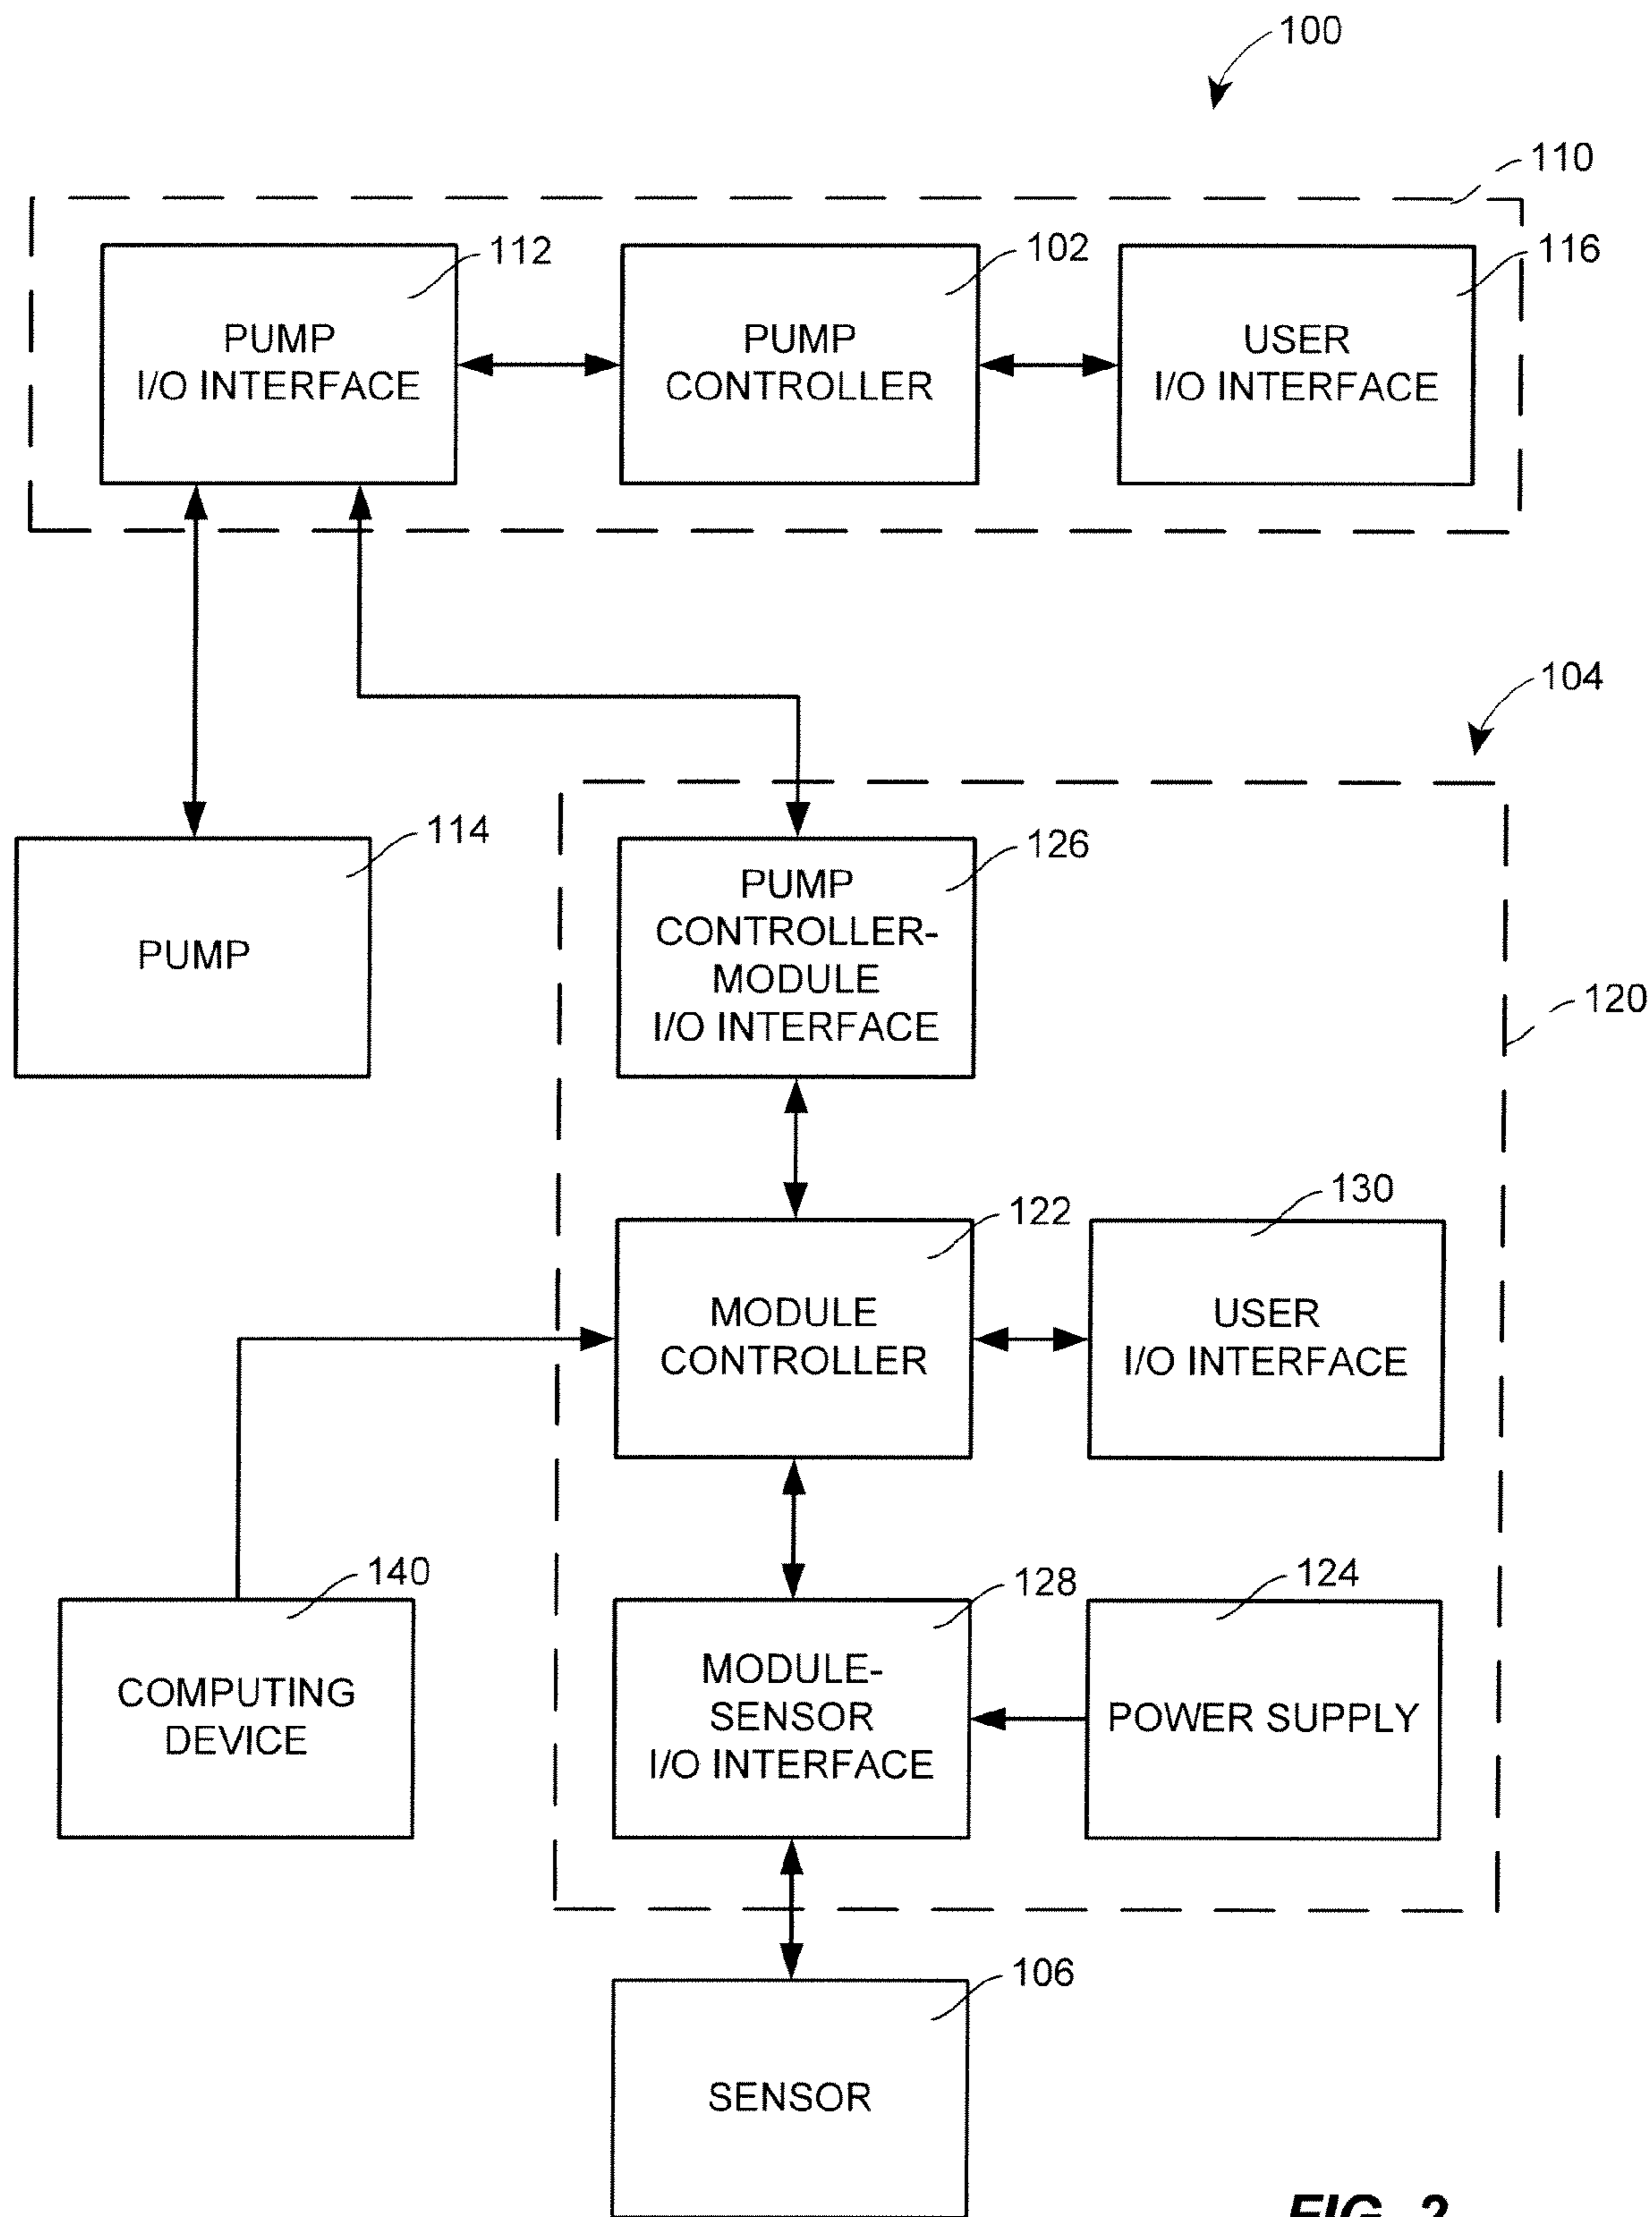 100
110
112
102
116
PUMP
I/O INTERFACE
PUMP
CONTROLLER
USER
I/O INTERFACE
104
114
126
PUMP
PUMP
CONTROLLER-
MODULE
I/O INTERFACE
120
122
130
MODULE
CONTROLLER
USER
I/O INTERFACE
140
128
124
COMPUTING
DEVICE
MODULE-
SENSOR
I/O INTERFACE
POWER SUPPLY
106
SENSOR
FIG. 2